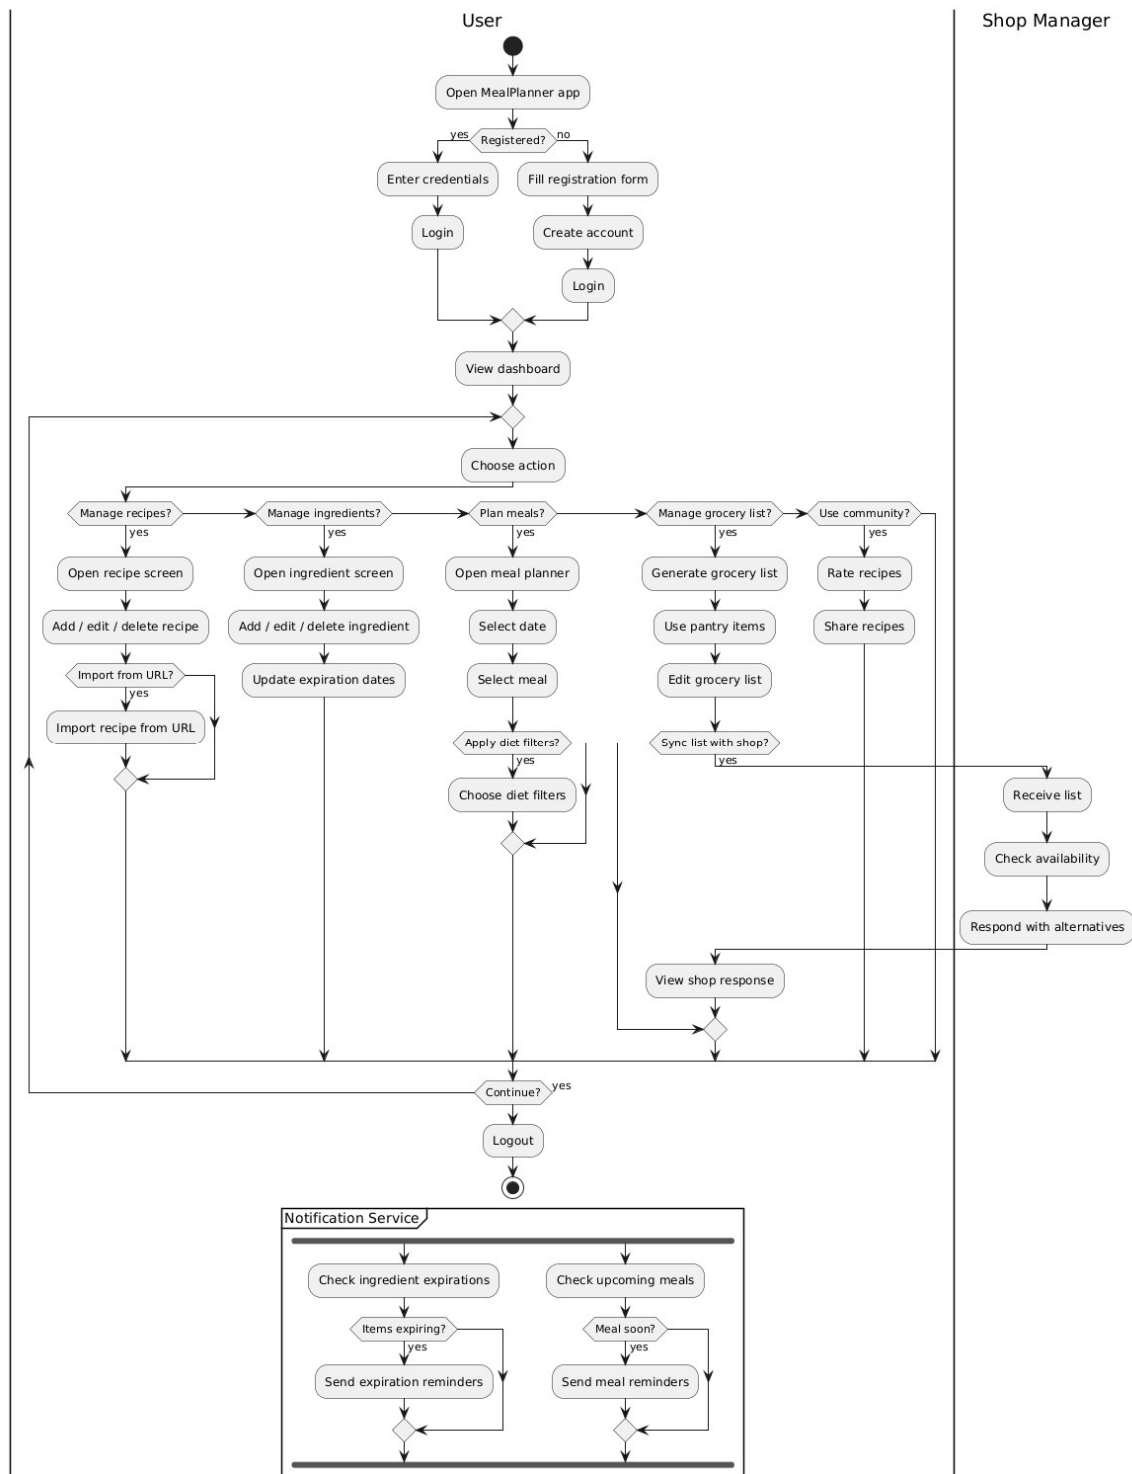 User
Shop Manager
Open MealPlanner app
Registered?
yes
no
Enter credentials
Fill registration form
Login
Create account
Login
View dashboard
Choose action
Manage recipes?
yes
Open recipe screen
Add / edit / delete recipe
Import from URL?
yes
Import recipe from URL
Manage ingredients?
yes
Open ingredient screen
Add / edit / delete ingredient
Update expiration dates
Plan meals?
yes
Open meal planner
Select date
Select meal
Apply diet filters?
yes
Choose diet filters
Manage grocery list?
yes
Generate grocery list
Use pantry items
Edit grocery list
Sync list with shop?
yes
Receive list
Check availability
Respond with alternatives
View shop response
Use community?
yes
Rate recipes
Share recipes
Continue?
yes
Logout
Notification Service
Check ingredient expirations
Items expiring?
yes
Send expiration reminders
Check upcoming meals
Meal soon?
yes
Send meal reminders